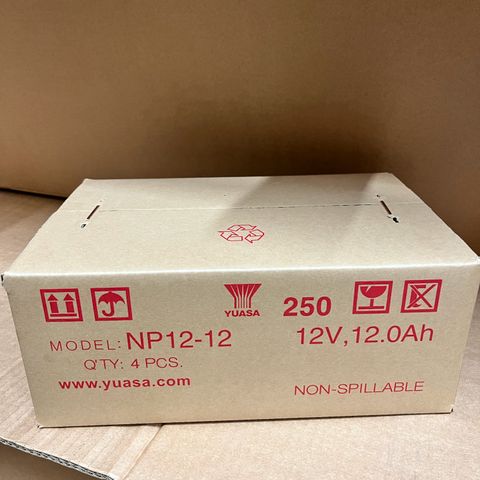 YUASA
250
MODEL: NP12-12
12V, 12.0Ah
Q'TY: 4 PCS.
www.yuasa.com
NON-SPILLABLE